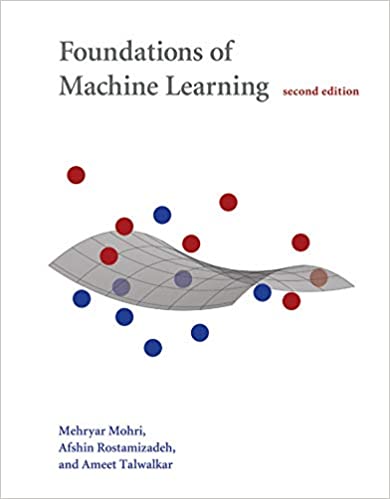 Foundations of
Machine Learning second edition
Mehryar Mohri,
Afshin Rostamizadeh,
and Ameet Talwalkar